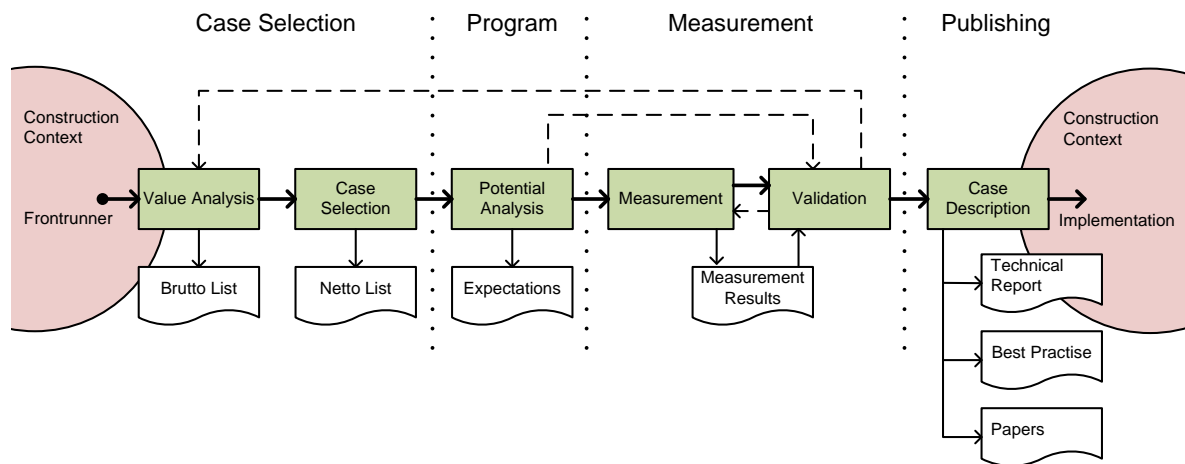 Case Selection
Program
Measurement
Publishing
Construction
Context
Frontrunner
Value Analysis
Case
Selection
Potential
Analysis
Measurement
Validation
Case
Description
Construction
Context
Implementation
Brutto List
Netto List
Expectations
Measurement
Results
Technical
Report
Best Practise
Papers